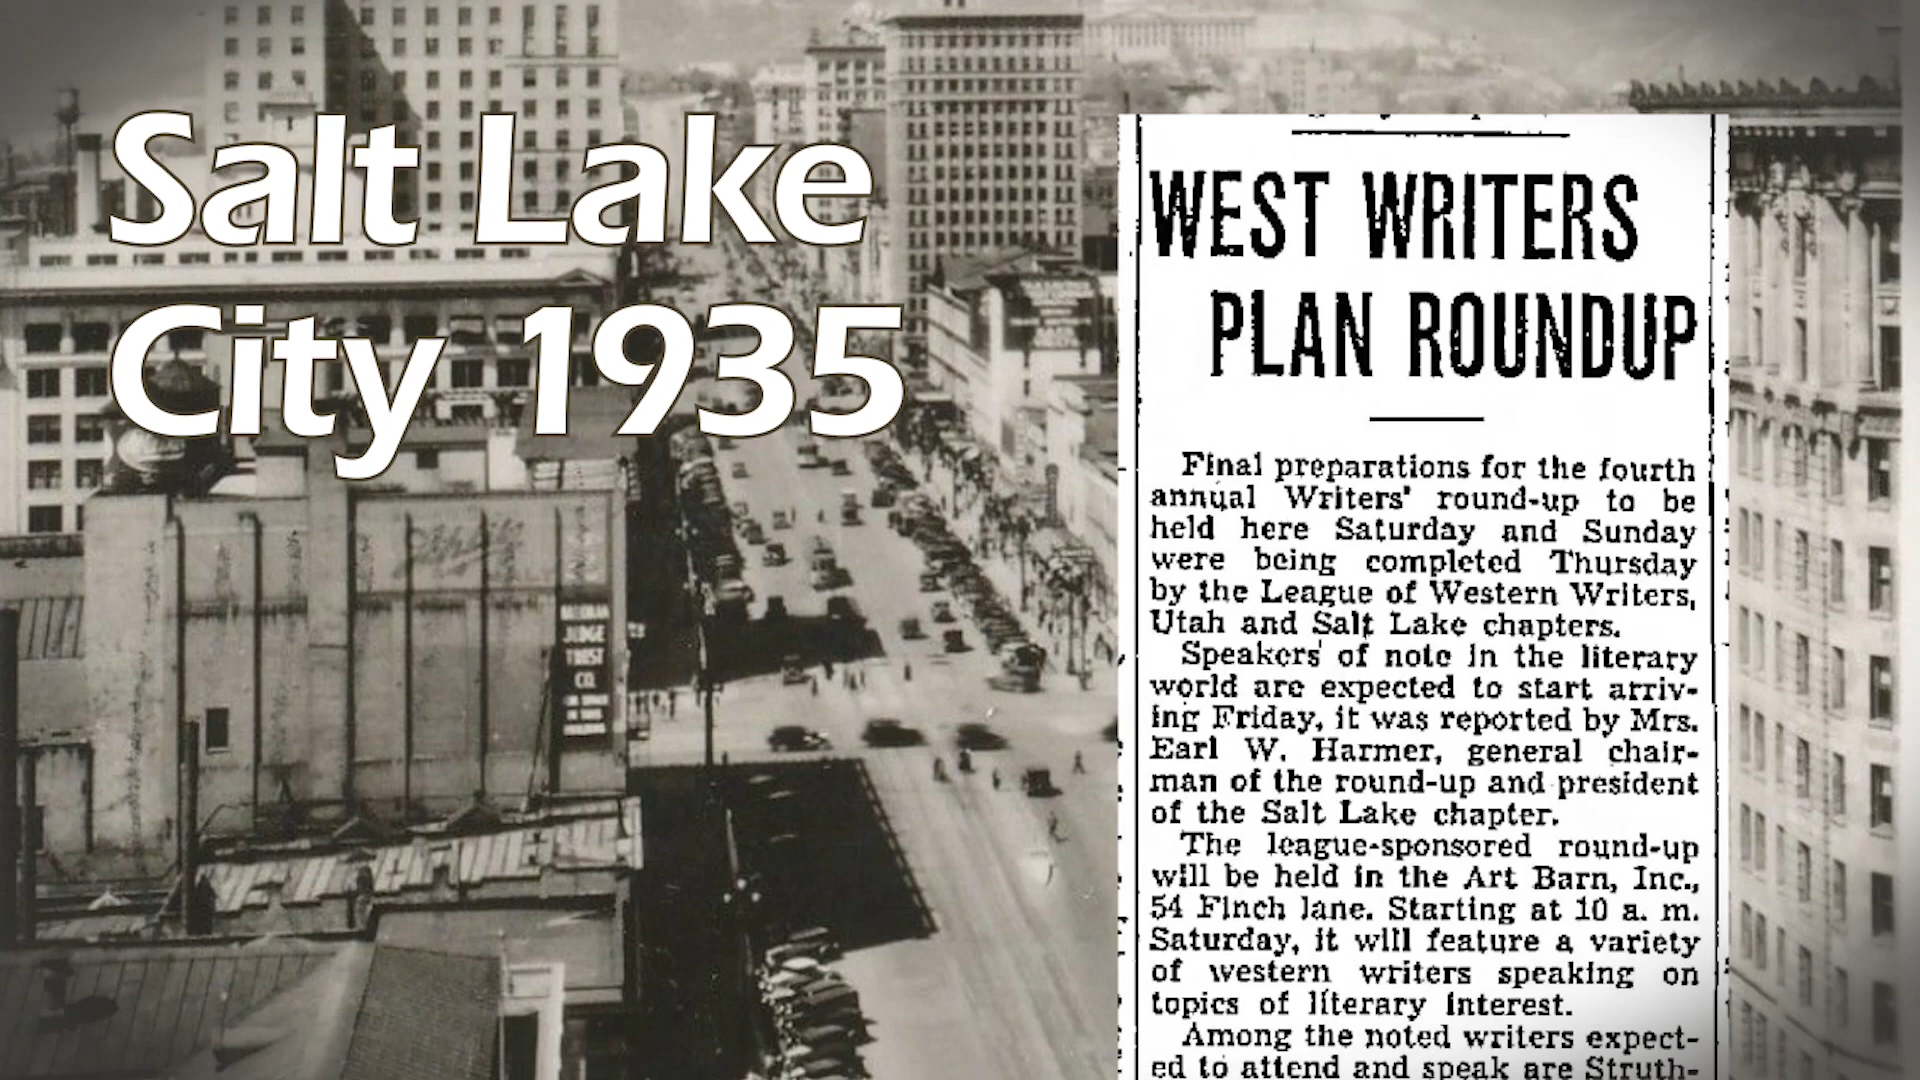 Salt Lake
City 1935
WEST WRITERS
PLAN ROUNDUP
Final preparations for the fourth
annual Writers' round-up to be
held here Saturday and Sunday
were being completed Thursday
by the League of Western Writers,
Utah and Salt Lake chapters.
Speakers of note in the literary
world are expected to start arriv-
ing Friday, it was reported by Mrs.
Earl W. Harmer, general chair-
man of the round-up and president
of the Salt Lake chapter.
The league-sponsored round-up
will be held in the Art Barn, Inc.,
54 Finch lane. Starting at 10 a. m.
Saturday, it will feature a variety
of western writers speaking on
topics of literary interest.
Among the noted writers expect-
ed to attend and speak are Struth-
JUDGE
TRUST
CO.